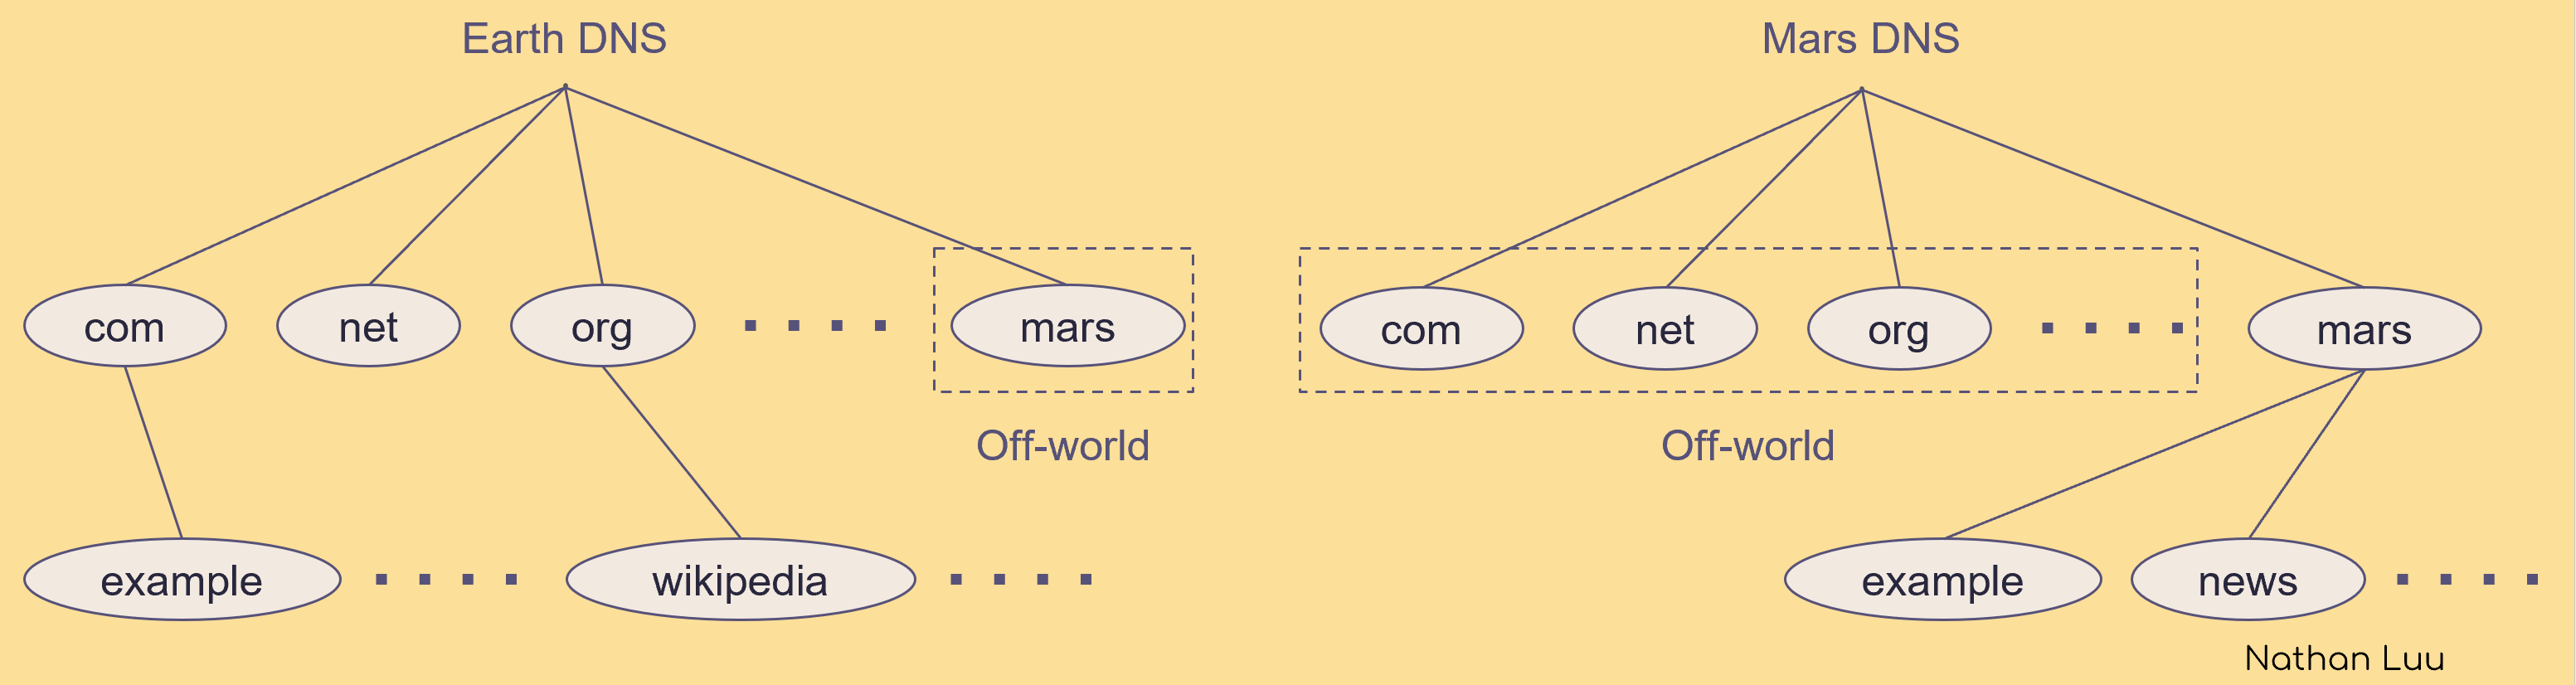 Earth DNS
Mars DNS
com
net
org
mars
com
net
org
mars
Off-world
Off-world
example
wikipedia
example
news
Nathan Luu